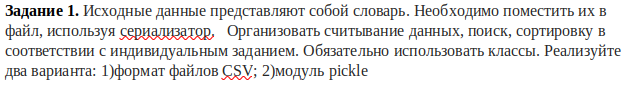 Задание 1. Исходные данные представляют собой словарь. Необходимо поместить их в
файл, используя сериализатор. Организовать считывание данных, поиск, сортировку в
соответствии с индивидуальным заданием. Обязательно использовать классы. Реализуйте
два варианта: 1)формат файлов CSV; 2)модуль pickle